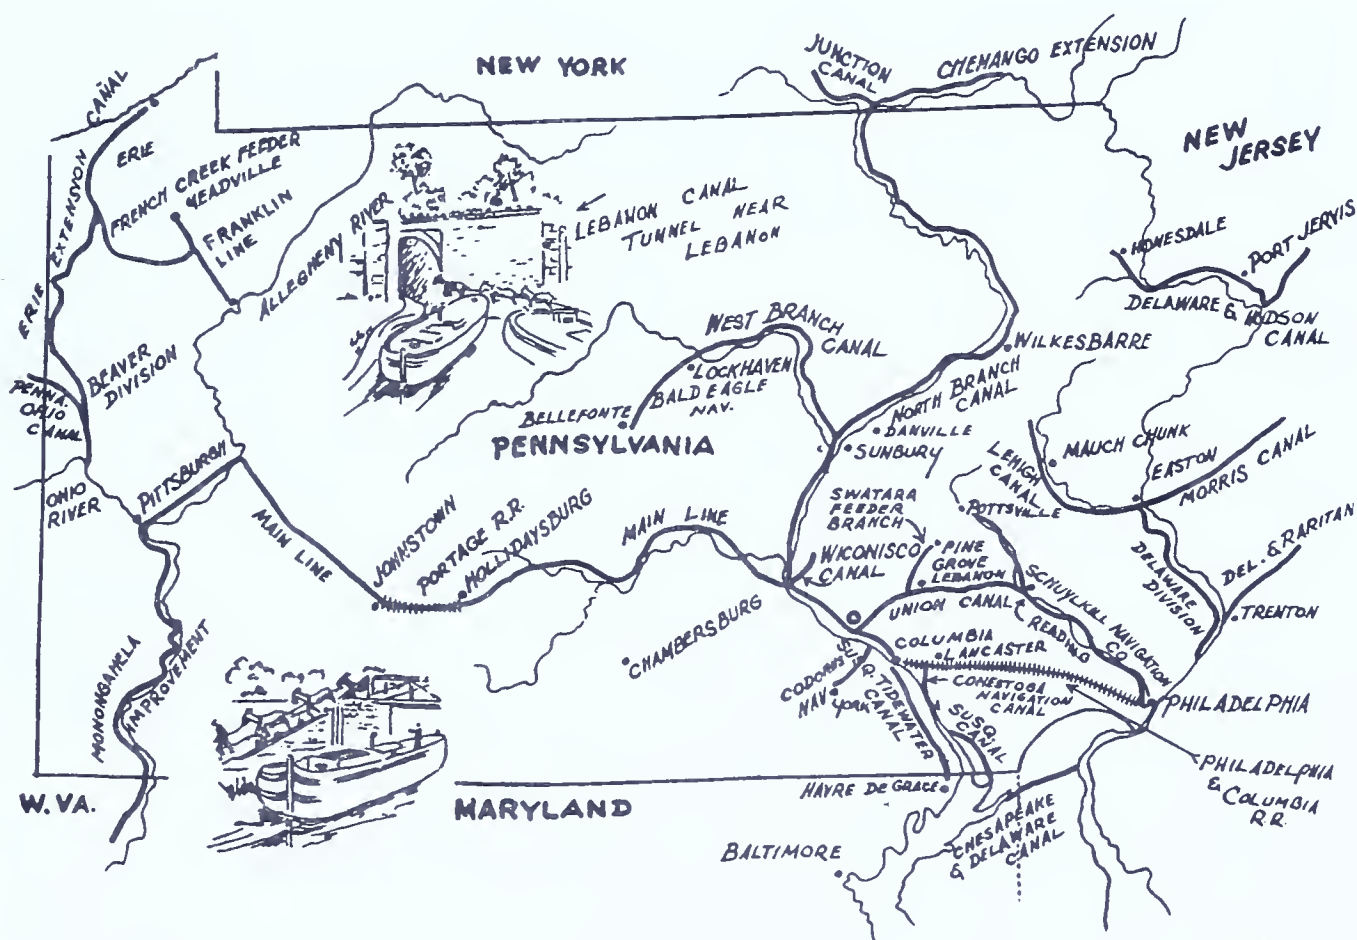 NEW YORK
JUNCTION
CANAL
CHEMANGO EXTENSION
NEW
JERSEY
ERIE EXTENSION CAÑAL
ERIE
FRENCH CREEK FEEDER
MEADVILLE
FRANKLIN
LINE
ALLEGHENY RIVER
LEBANON CANAL
TUNNEL NEAR
LEBANON
HONESDALE
PORT JERVIS
DELAWARE & HUDSON
CANAL
BEAVER
DIVISION
PENNA.
OHIO
CANAL
WEST BRANCH
CANAL
LOCKHAVEN
BALD EAGLE
NAV.
BELLEFONTE
PENNSYLVANIA
WILKESBARRE
NORTH BRANCH
CANAL
DANVILLE
SUNBURY
MAUCH CHUNK
LEHIGH
CANAL
EASTON
MORRIS CANAL
OHIO
RIVER
PITTSBURGH
MAIN LINE
JOHNSTOWN
PORTAGE R.R.
HOLLIDAYSBURG
MAIN LINE
SWATARA
FEEDER
BRANCH
POTTSVILLE
WICONISCO
CANAL
PINE
GROVE
LEBANON
UNION CANAL
READING
SCHUYLKILL NAVIGATION
CO.
DELAWARE
DIVISION
DEL. & RARITAN
TRENTON
CHAMBERSBURG
COLUMBIA
LANCASTER
CODORUS
NAV.
YORK
SUSQ. TIDEWATER
CANAL
CONESTOGA
NAVIGATION
CANAL
SUSQ.
CANAL
PHILADELPHIA
PHILADELPHIA
& COLUMBIA
R.R.
MONONGAHELA
IMPROVEMENT
W. VA.
MARYLAND
HAVRE DE GRACE
BALTIMORE
CHESAPEAKE
& DELAWARE
CANAL